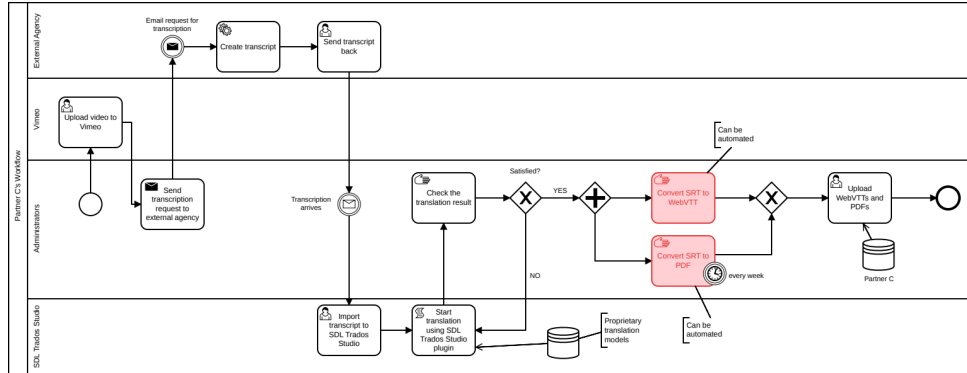 Partner C's Workflow
External Agency
Email request for
transcription
Create transcript
Send transcript
back
Vimeo
Upload video to
Vimeo
Can be
automated
Administrators
Send
transcription
request to
external agency
Transcription
arrives
Check the
translation result
Satisfied?
YES
NO
Convert SRT to
WebVTT
Convert SRT to
PDF
every week
Upload
WebVTTs and
PDFs
Partner C
SDL Trados Studio
Import
transcript to
SDL Trados
Studio
Start
translation
using SDL
Trados Studio
plugin
Proprietary
translation
models
Can be
automated